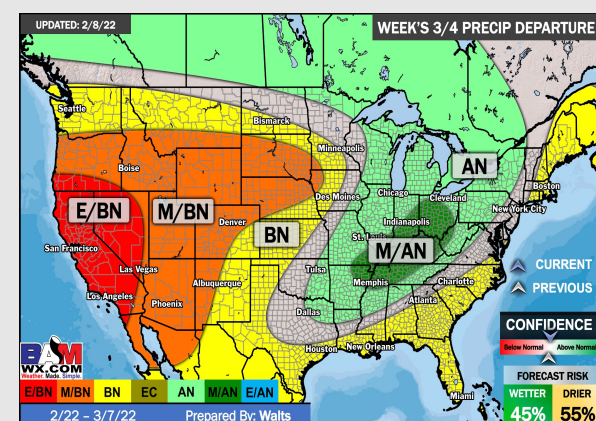 UPDATED: 2/8/22
WEEK'S 3/4 PRECIP DEPARTURE
Seattle
Bismarck
Minneapolis
Boise
AN
Boston
E/BN
M/BN
Des Moines
Chicago
Cleveland
New York City
Denver
BN
Indianapolis
San Francisco
St. Louis
M/AN
Las Vegas
Tulsa
CURRENT
Los Angeles
Albuquerque
Memphis
Charlotte
PREVIOUS
Phoenix
Dallas
Atlanta
CONFIDENCE
Houston
New Orleans
Below Normal
Above Normal
BAM
WX.COM
Weather. Made. Simple.
FORECAST RISK
E/BN M/BN BN EC AN M/AN E/AN
Miami
WETTER
DRIER
2/22 – 3/7/22
Prepared By: Walts
45%
55%